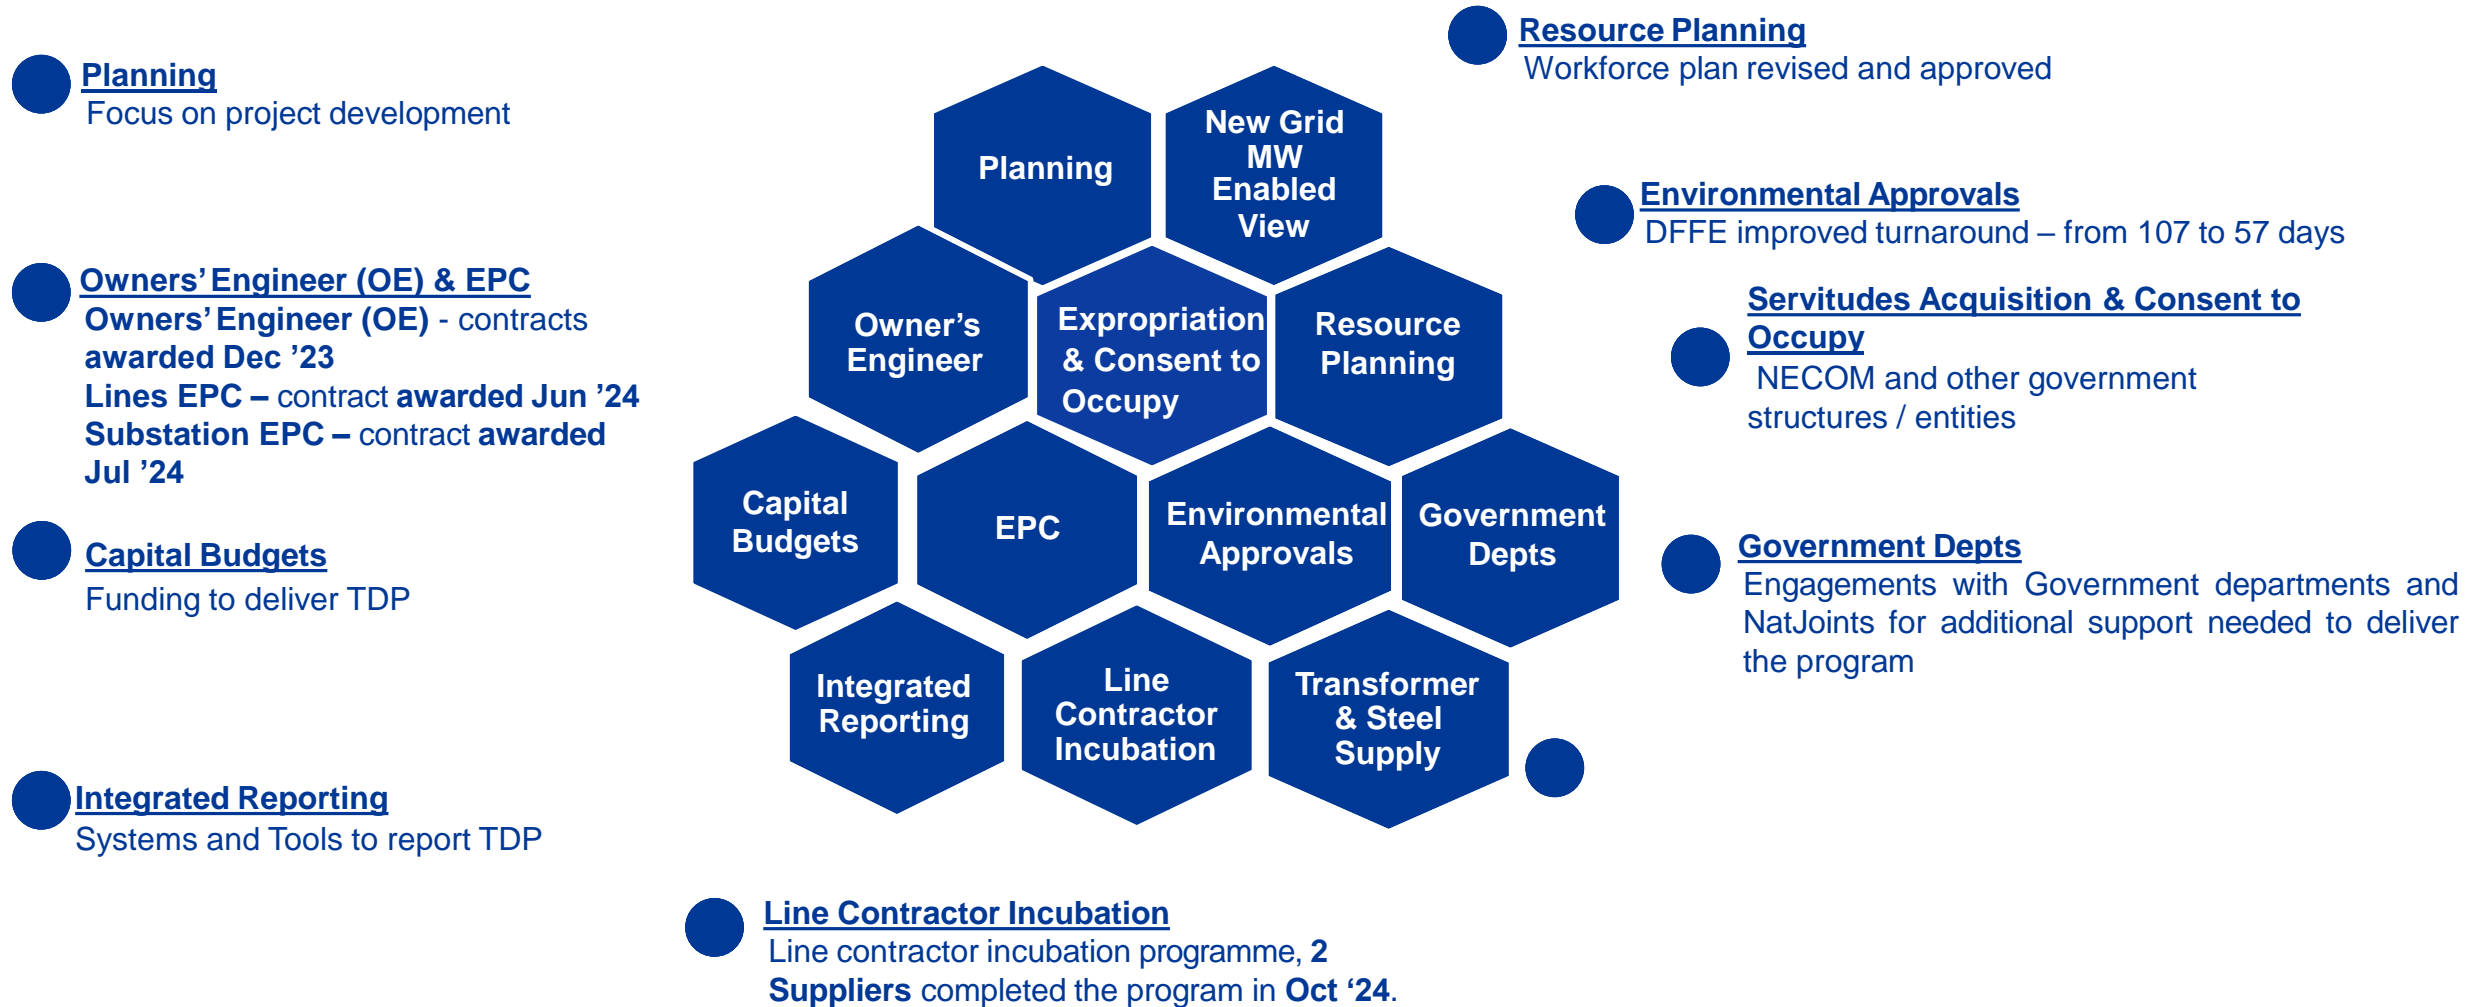 Planning
Focus on project development
Owners' Engineer (OE) & EPC
Owners' Engineer (OE) - contracts
awarded Dec ’23
Lines EPC – contract awarded Jun ’24
Substation EPC – contract awarded
Jul ’24
Capital Budgets
Funding to deliver TDP
Integrated Reporting
Systems and Tools to report TDP
Planning
New Grid
MW
Enabled
View
Owner’s
Engineer
Expropriation
& Consent to
Occupy
Resource
Planning
Capital
Budgets
EPC
Environmental
Approvals
Government
Depts
Integrated
Reporting
Line
Contractor
Incubation
Transformer
& Steel
Supply
Resource Planning
Workforce plan revised and approved
Environmental Approvals
DFFE improved turnaround – from 107 to 57 days
Servitudes Acquisition & Consent to
Occupy
NECOM and other government
structures / entities
Government Depts
Engagements with Government departments and
NatJoints for additional support needed to deliver
the program
Line Contractor Incubation
Line contractor incubation programme, 2
Suppliers completed the program in Oct ‘24.